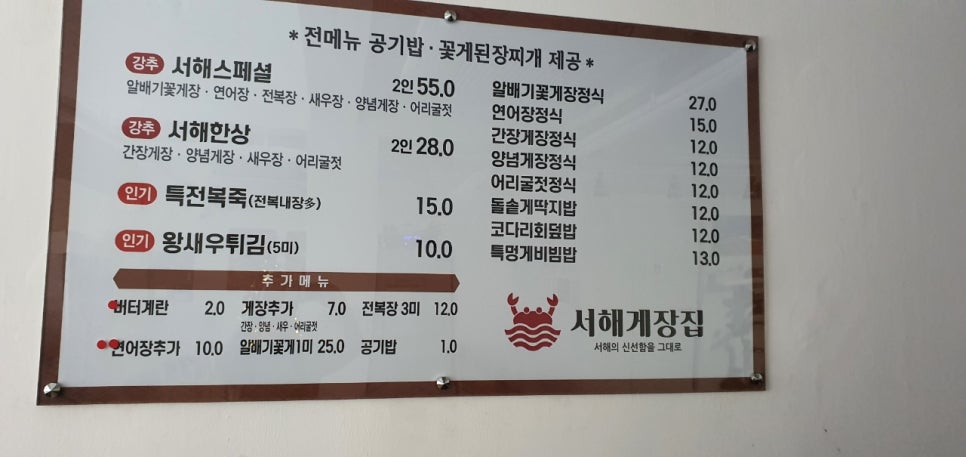 *전메뉴 공기밥·꽃게된장찌개 제공*
강추 서해스페셜 2인 55.0
알배기꽃게장·연어장·전복장·새우장·양념게장·어리굴젓
강추 서해한상 2인 28.0
간장게장·양념게장·새우장·어리굴젓
인기 특전복죽(전복내장多) 15.0
인기 왕새우튀김(5미) 10.0
추가메뉴
버터계란 2.0 게장추가 7.0 전복장 3미 12.0
간장·양념·새우·어리굴젓
연어장추가 10.0 알배기꽃게1미 25.0 공기밥 1.0
알배기꽃게장정식 27.0
연어장정식 15.0
간장게장정식 12.0
양념게장정식 12.0
어리굴젓정식 12.0
돌솥게딱지밥 12.0
코다리회덮밥 12.0
특멍게비빔밥 13.0
서해게장집
서해의 신선함을 그대로